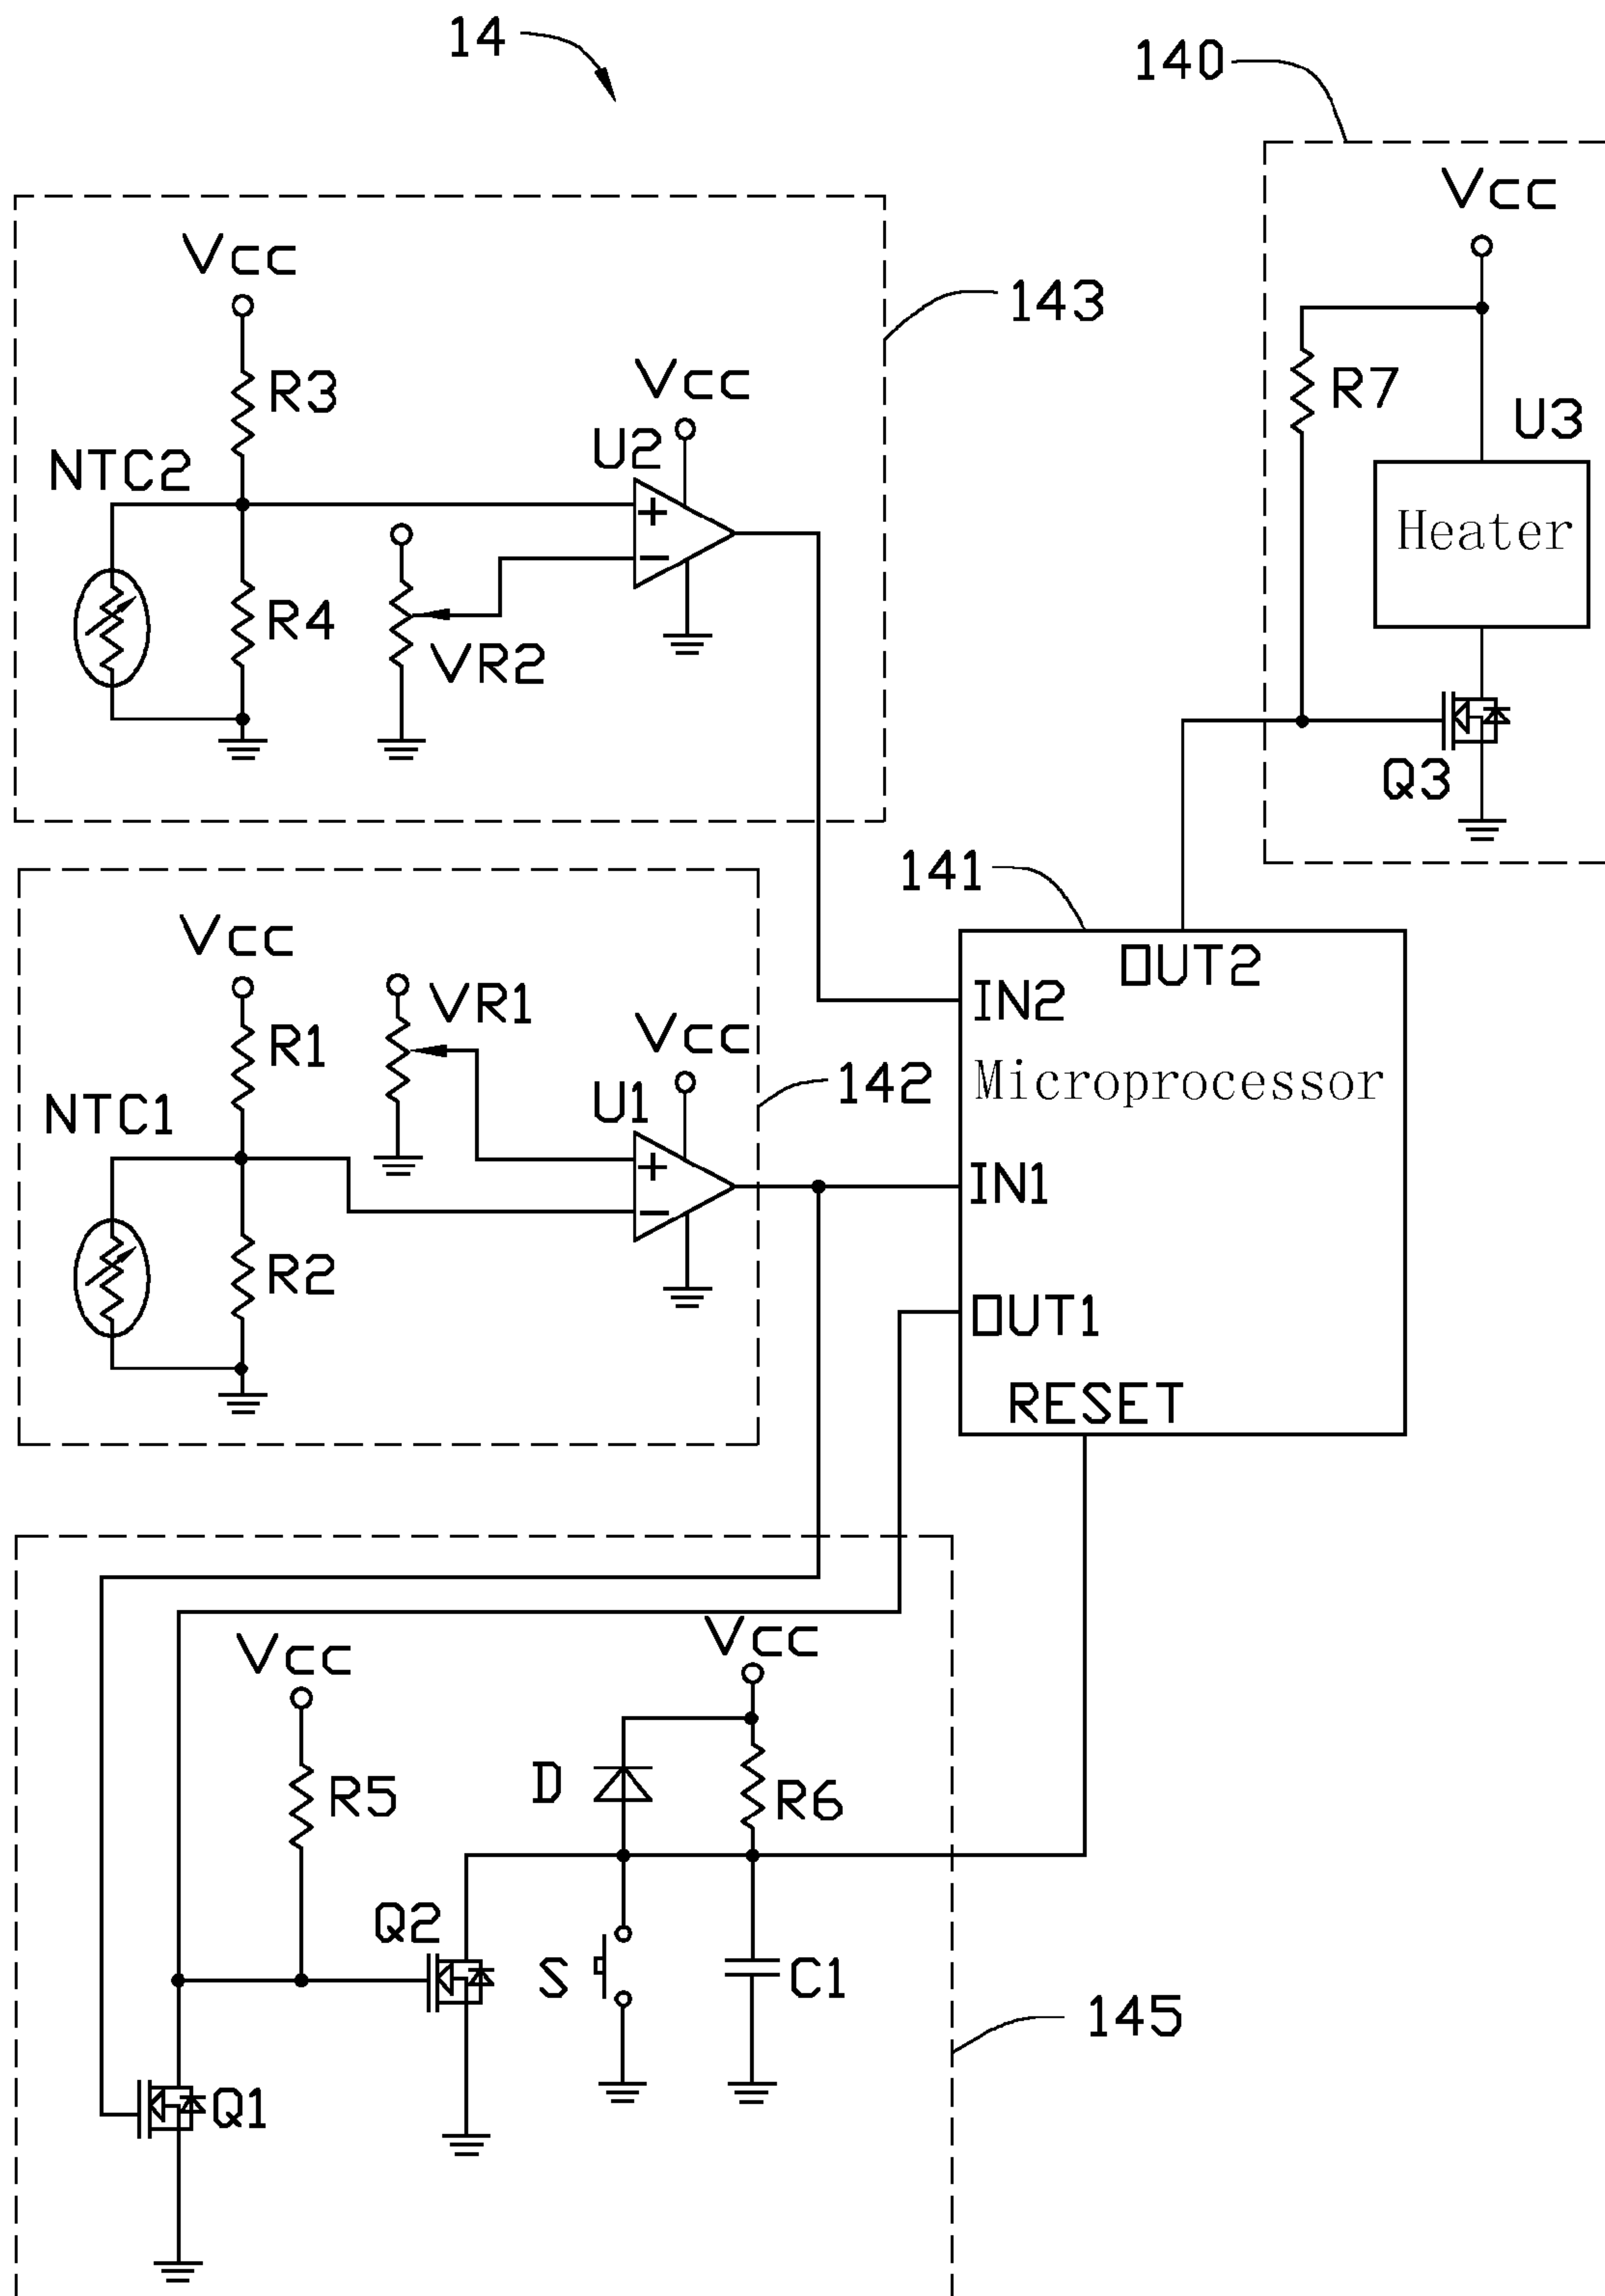 14
140
Vcc
Vcc
143
R3
Vcc
R7
U3
U2
NTC2
Heater
+
−
R4
VR2
Q3
141
Vcc
OUT2
VR1
IN2
R1
Vcc
Microprocessor
142
U1
NTC1
+
IN1
−
R2
OUT1
RESET
Vcc
Vcc
D
R5
R6
Q2
S
C1
145
Q1